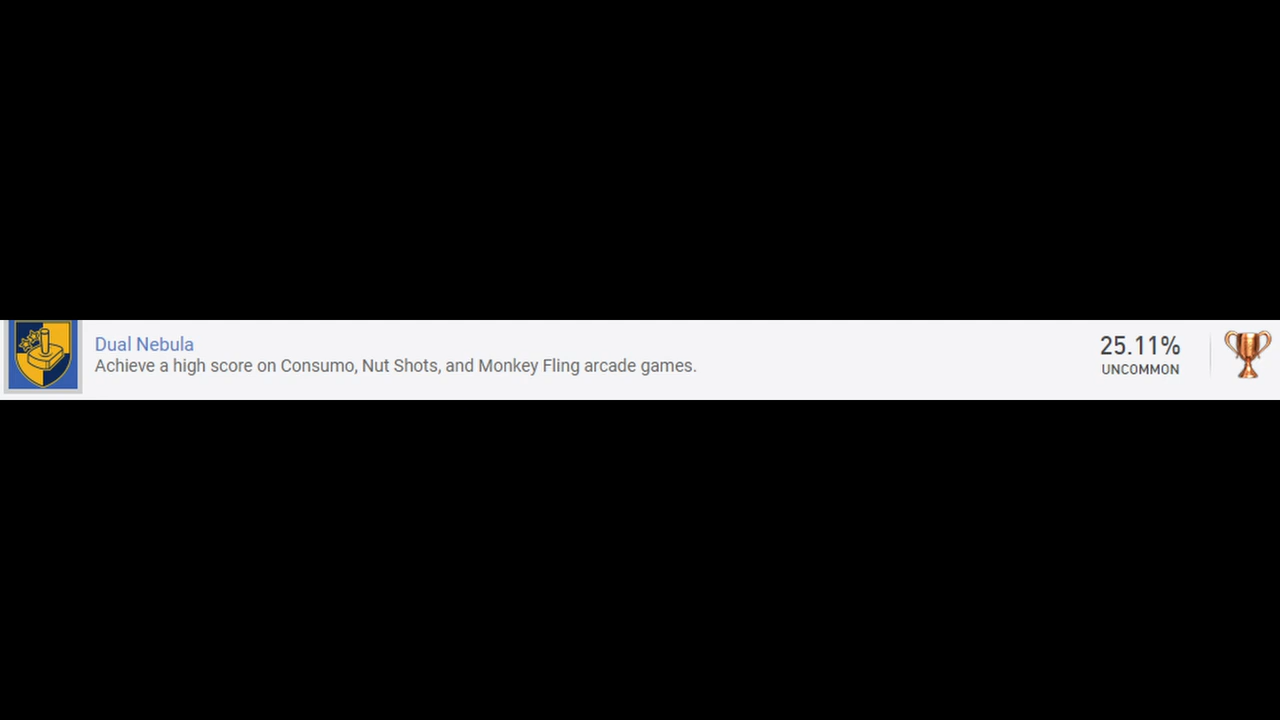 Dual Nebula
Achieve a high score on Consumo, Nut Shots, and Monkey Fling arcade games.
25.11%
UNCOMMON